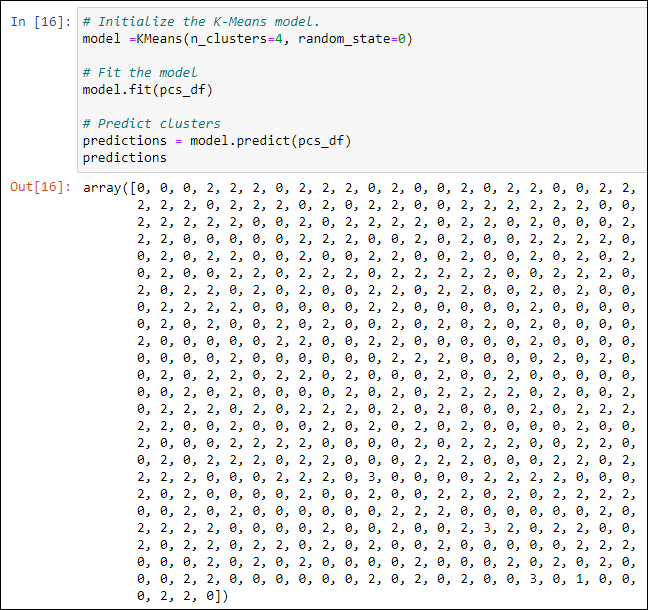 In [16]: # Initialize the K-Means model.
model =KMeans(n_clusters=4, random_state=0)
# Fit the model
model.fit(pcs_df)
# Predict clusters
predictions = model.predict(pcs_df)
predictions
Out[16]: array([0, 0, 0, 2, 2, 2, 0, 2, 2, 2, 0, 2, 0, 0, 2, 0, 2, 2, 0, 0, 2, 2,
2, 2, 2, 0, 2, 2, 2, 0, 2, 0, 2, 2, 0, 0, 2, 2, 2, 2, 2, 2, 0, 0,
2, 2, 2, 2, 2, 0, 0, 2, 0, 2, 2, 2, 2, 0, 2, 2, 0, 2, 0, 0, 0, 2,
2, 2, 0, 0, 0, 0, 0, 2, 2, 2, 0, 0, 2, 0, 2, 0, 0, 2, 2, 2, 2, 0,
0, 2, 0, 2, 2, 0, 0, 2, 0, 0, 2, 2, 0, 0, 2, 0, 0, 2, 0, 2, 0, 2,
0, 2, 0, 0, 2, 2, 0, 2, 2, 2, 0, 2, 2, 2, 2, 2, 0, 0, 2, 2, 2, 0,
2, 0, 2, 2, 0, 2, 0, 2, 0, 0, 2, 2, 0, 2, 2, 0, 0, 2, 0, 2, 0, 0,
0, 2, 2, 2, 2, 0, 0, 0, 0, 0, 2, 2, 0, 0, 0, 0, 0, 2, 0, 0, 0, 0,
0, 2, 0, 2, 0, 0, 2, 0, 2, 0, 0, 2, 0, 2, 0, 2, 0, 2, 0, 0, 0, 0,
2, 0, 0, 0, 0, 0, 2, 2, 0, 0, 2, 2, 0, 0, 0, 0, 0, 2, 0, 0, 0, 0,
0, 0, 0, 0, 2, 0, 0, 0, 0, 0, 0, 2, 2, 2, 0, 0, 0, 0, 2, 0, 2, 0,
0, 2, 0, 2, 2, 0, 2, 2, 0, 2, 0, 0, 0, 2, 0, 0, 2, 0, 0, 0, 0, 0,
0, 0, 2, 0, 2, 0, 0, 0, 0, 2, 0, 2, 0, 2, 2, 2, 2, 0, 2, 0, 0, 2,
0, 2, 2, 2, 0, 2, 0, 2, 2, 2, 0, 2, 0, 2, 0, 0, 0, 2, 0, 2, 2, 2,
2, 2, 0, 0, 2, 0, 0, 0, 2, 0, 2, 0, 2, 0, 2, 0, 0, 0, 0, 2, 0, 0,
2, 0, 0, 0, 2, 2, 2, 2, 0, 0, 0, 0, 2, 0, 2, 2, 2, 0, 0, 2, 2, 0,
0, 2, 0, 2, 2, 2, 0, 2, 2, 0, 0, 0, 2, 2, 2, 0, 0, 0, 2, 2, 0, 2,
2, 2, 2, 0, 0, 0, 2, 2, 2, 0, 3, 0, 0, 0, 0, 2, 2, 2, 2, 0, 0, 0,
2, 0, 2, 0, 0, 0, 0, 2, 0, 0, 2, 0, 0, 2, 2, 0, 2, 0, 2, 2, 2, 2,
0, 0, 2, 0, 2, 0, 0, 0, 0, 0, 0, 2, 2, 2, 0, 0, 0, 0, 0, 0, 2, 0,
2, 2, 2, 2, 0, 0, 0, 0, 2, 0, 0, 2, 0, 0, 2, 3, 2, 0, 2, 2, 0, 0,
2, 0, 2, 2, 0, 2, 2, 0, 2, 0, 2, 0, 0, 2, 0, 0, 0, 0, 0, 2, 2, 2,
0, 0, 0, 0, 2, 0, 2, 0, 2, 0, 0, 0, 0, 2, 0, 0, 0, 2, 0, 2, 0, 2, 0,
0, 0, 2, 2, 0, 0, 0, 0, 0, 0, 2, 0, 2, 0, 2, 0, 0, 3, 0, 1, 0, 0,
0, 2, 2, 0])